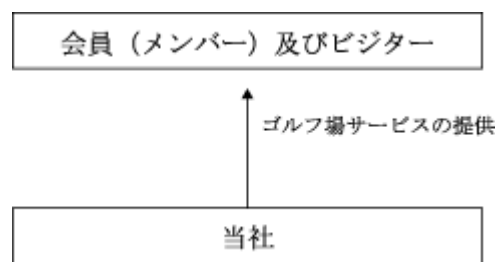 会員（メンバー）及びビジター
ゴルフ場サービスの提供
当社